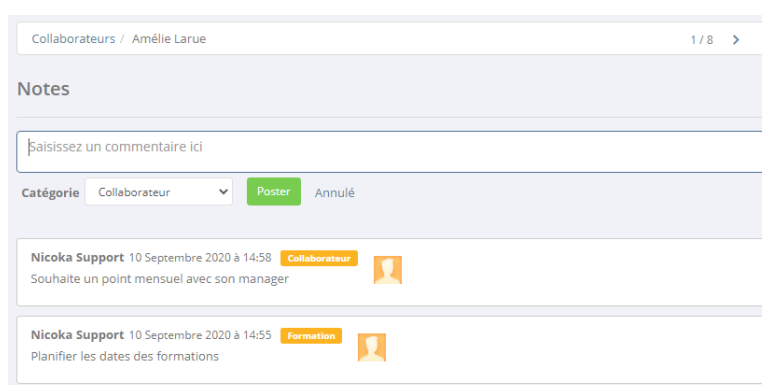 Collaborateurs / Amélie Larue 1 / 8 >
Notes
Saisissez un commentaire ici
Catégorie Collaborateur Poster Annulé
Nicoka Support 10 Septembre 2020 à 14:58 Collaborateur
Souhaite un point mensuel avec son manager
Nicoka Support 10 Septembre 2020 à 14:55 Formation
Planifier les dates des formations